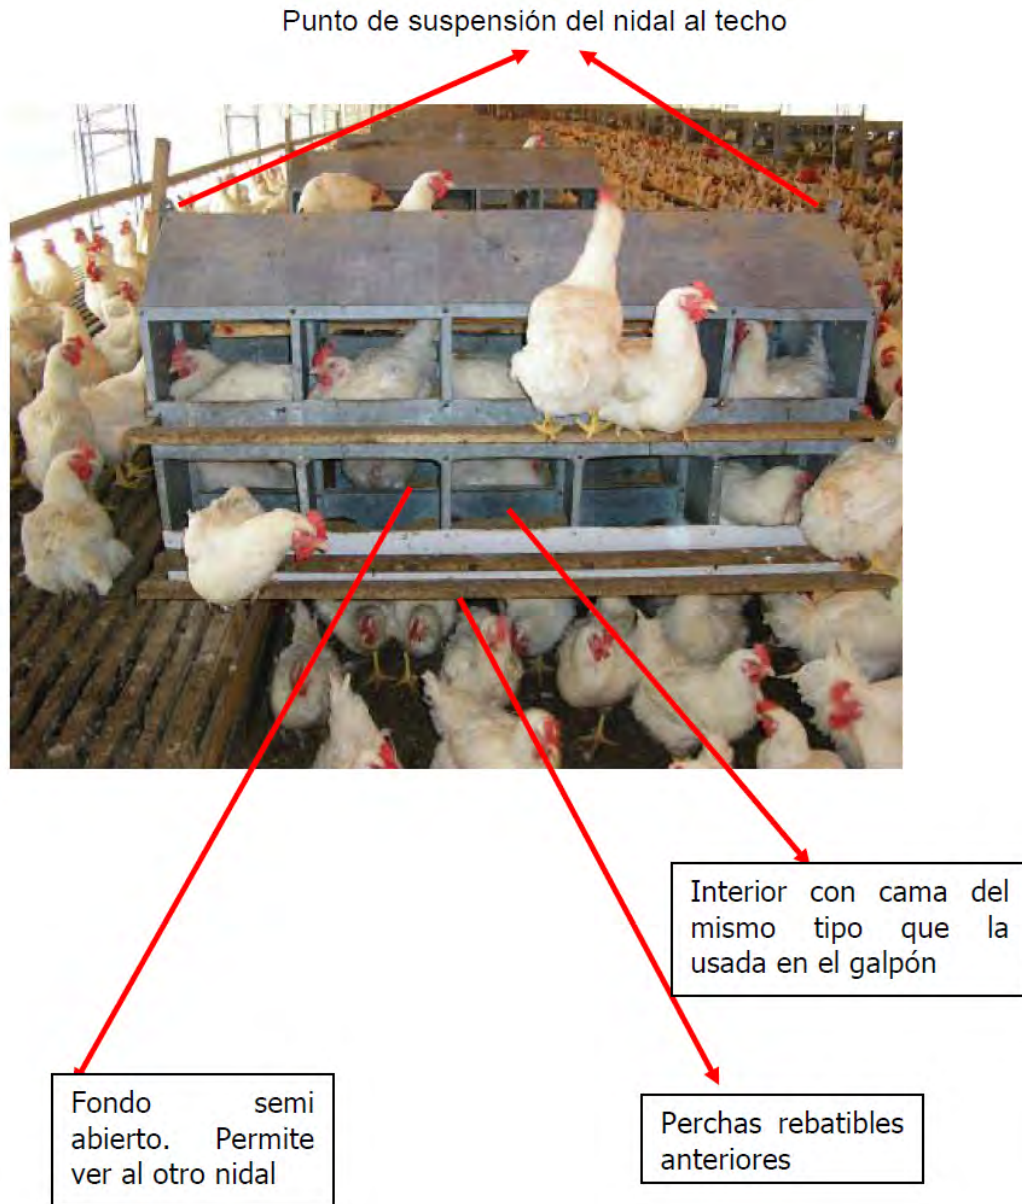 Punto de suspensión del nidal al techo
Interior con cama del
mismo tipo que la
usada en el galpón
Fondo semi
abierto. Permite
ver al otro nidal
Perchas rebatibles
anteriores